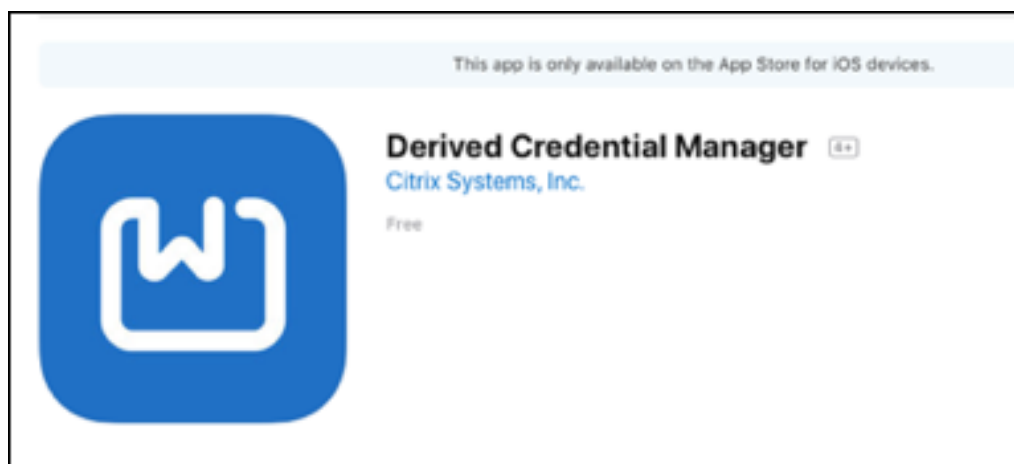 This app is only available on the App Store for iOS devices.
Derived Credential Manager 4+
Citrix Systems, Inc.
Free